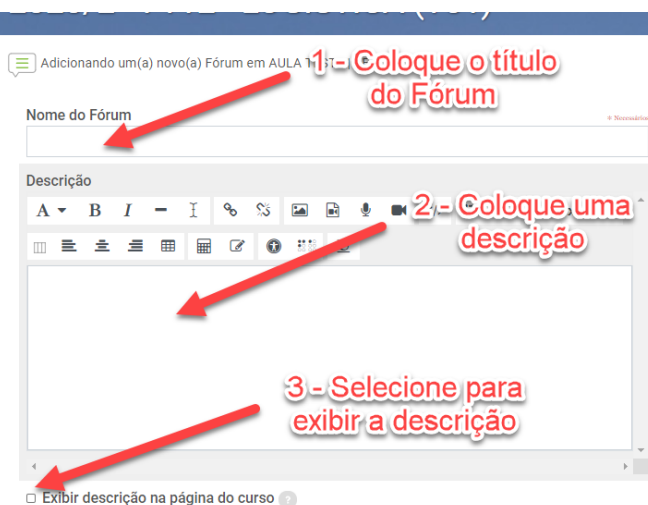 Adicionando um(a) novo(a) Fórum em AULA
1 - Coloque o título
do Fórum
Nome do Fórum
* Necessários
Descrição
A B I
2 - Coloque uma
descrição
3 - Selecione para
exibir a descrição
Exibir descrição na página do curso ?